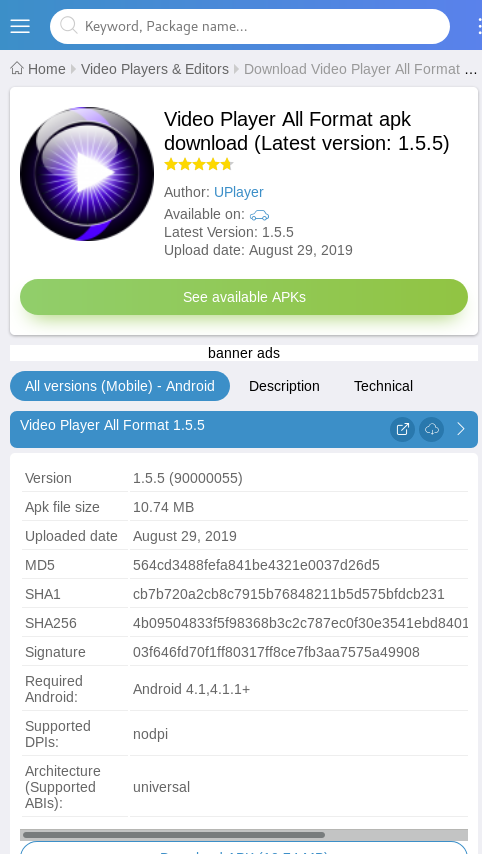 Keyword, Package name...
Home
Video Players & Editors
Download Video Player All Format ...
Video Player All Format apk
download (Latest version: 1.5.5)
Author: UPlayer
Available on:
Latest Version: 1.5.5
Upload date: August 29, 2019
See available APKs
banner ads
All versions (Mobile) - Android
Description
Technical
Video Player All Format 1.5.5
Version 1.5.5 (90000055)
Apk file size 10.74 MB
Uploaded date August 29, 2019
MD5 564cd3488fefa841be4321e0037d26d5
SHA1 cb7b720a2cb8c7915b76848211b5d575bfdcb231
SHA256 4b09504833f5f98368b3c2c787ec0f30e3541ebd8401
Signature 03f646fd70f1ff80317ff8ce7fb3aa7575a49908
Required
Android:
Android 4.1,4.1.1+
Supported
DPIs:
nodpi
Architecture
(Supported
ABIs):
universal